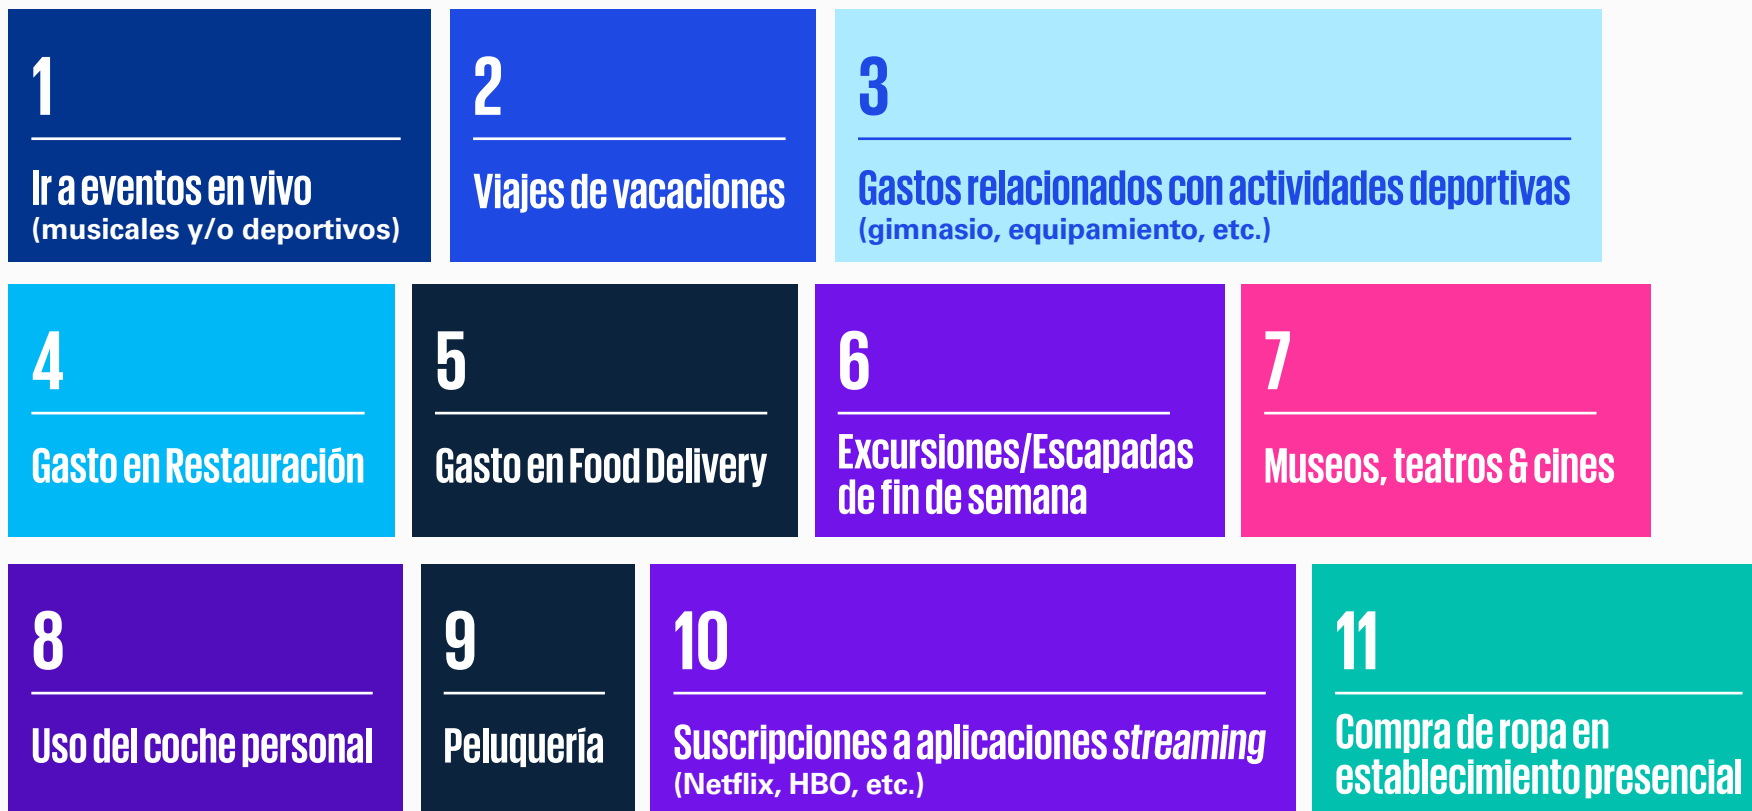 1
Ir a eventos en vivo
(musicales y/o deportivos)
2
Viajes de vacaciones
3
Gastos relacionados con actividades deportivas
(gimnasio, equipamiento, etc.)
4
Gasto en Restauración
5
Gasto en Food Delivery
6
Excursiones/Escapadas
de fin de semana
7
Museos, teatros & cines
8
Uso del coche personal
9
Peluquería
10
Suscripciones a aplicaciones streaming
(Netflix, HBO, etc.)
11
Compra de ropa en
establecimiento presencial